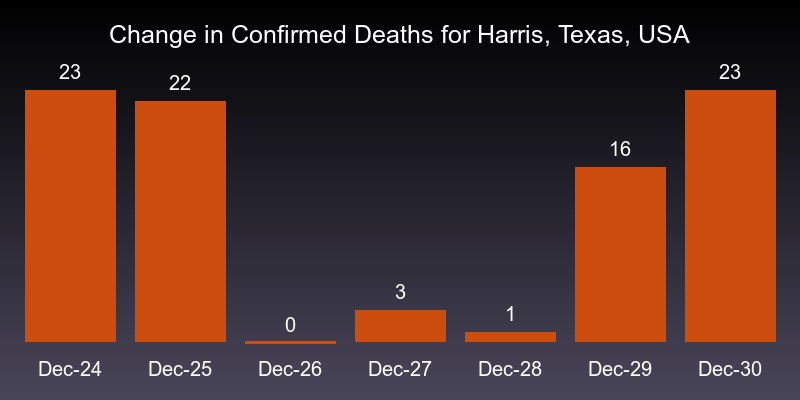 Change in Confirmed Deaths for Harris, Texas, USA
23
22
0
3
1
16
23
Dec-24
Dec-25
Dec-26
Dec-27
Dec-28
Dec-29
Dec-30